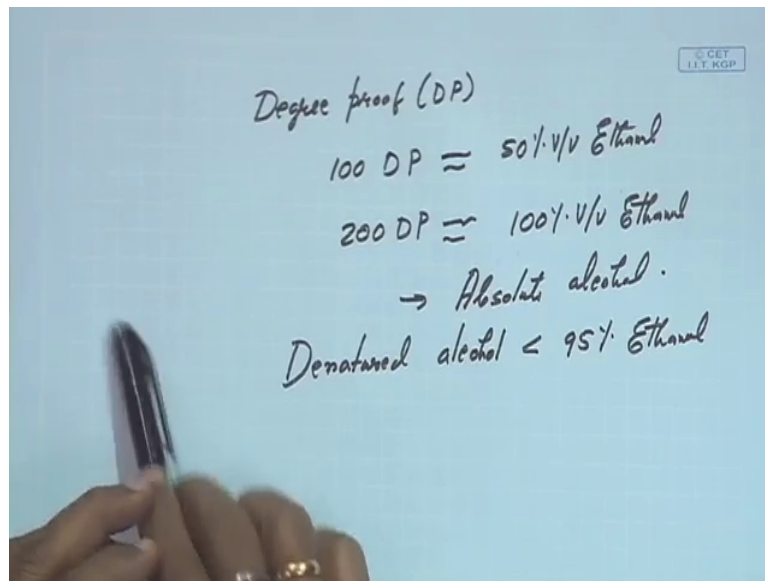 © CET
I.I.T. KGP
Degree proof (DP)
100 DP ≈ 50% v/v Ethanol
200 DP ≈ 100% v/v Ethanol
→ Absolute alcohol.
Denatured alcohol < 95% Ethanol